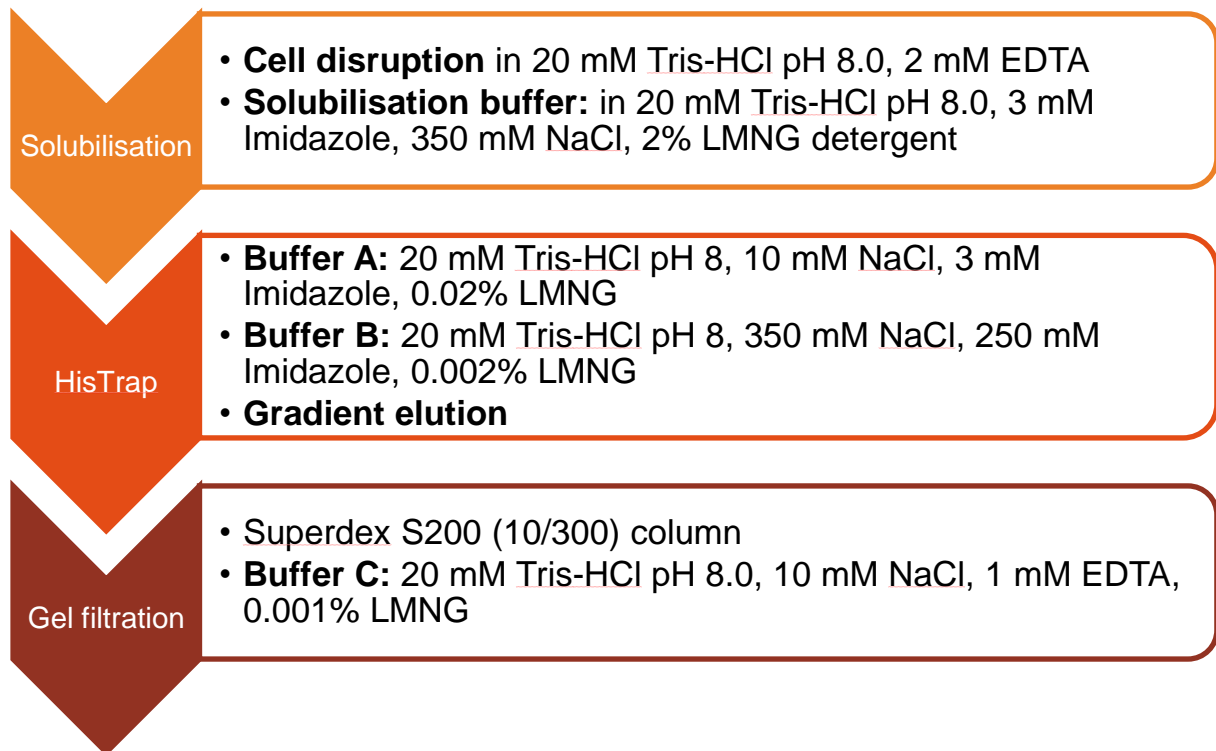 Solubilisation
• Cell disruption in 20 mM Tris-HCl pH 8.0, 2 mM EDTA
• Solubilisation buffer: in 20 mM Tris-HCl pH 8.0, 3 mM
Imidazole, 350 mM NaCl, 2% LMNG detergent
HisTrap
• Buffer A: 20 mM Tris-HCl pH 8, 10 mM NaCl, 3 mM
Imidazole, 0.02% LMNG
• Buffer B: 20 mM Tris-HCl pH 8, 350 mM NaCl, 250 mM
Imidazole, 0.002% LMNG
• Gradient elution
Gel filtration
• Superdex S200 (10/300) column
• Buffer C: 20 mM Tris-HCl pH 8.0, 10 mM NaCl, 1 mM EDTA,
0.001% LMNG